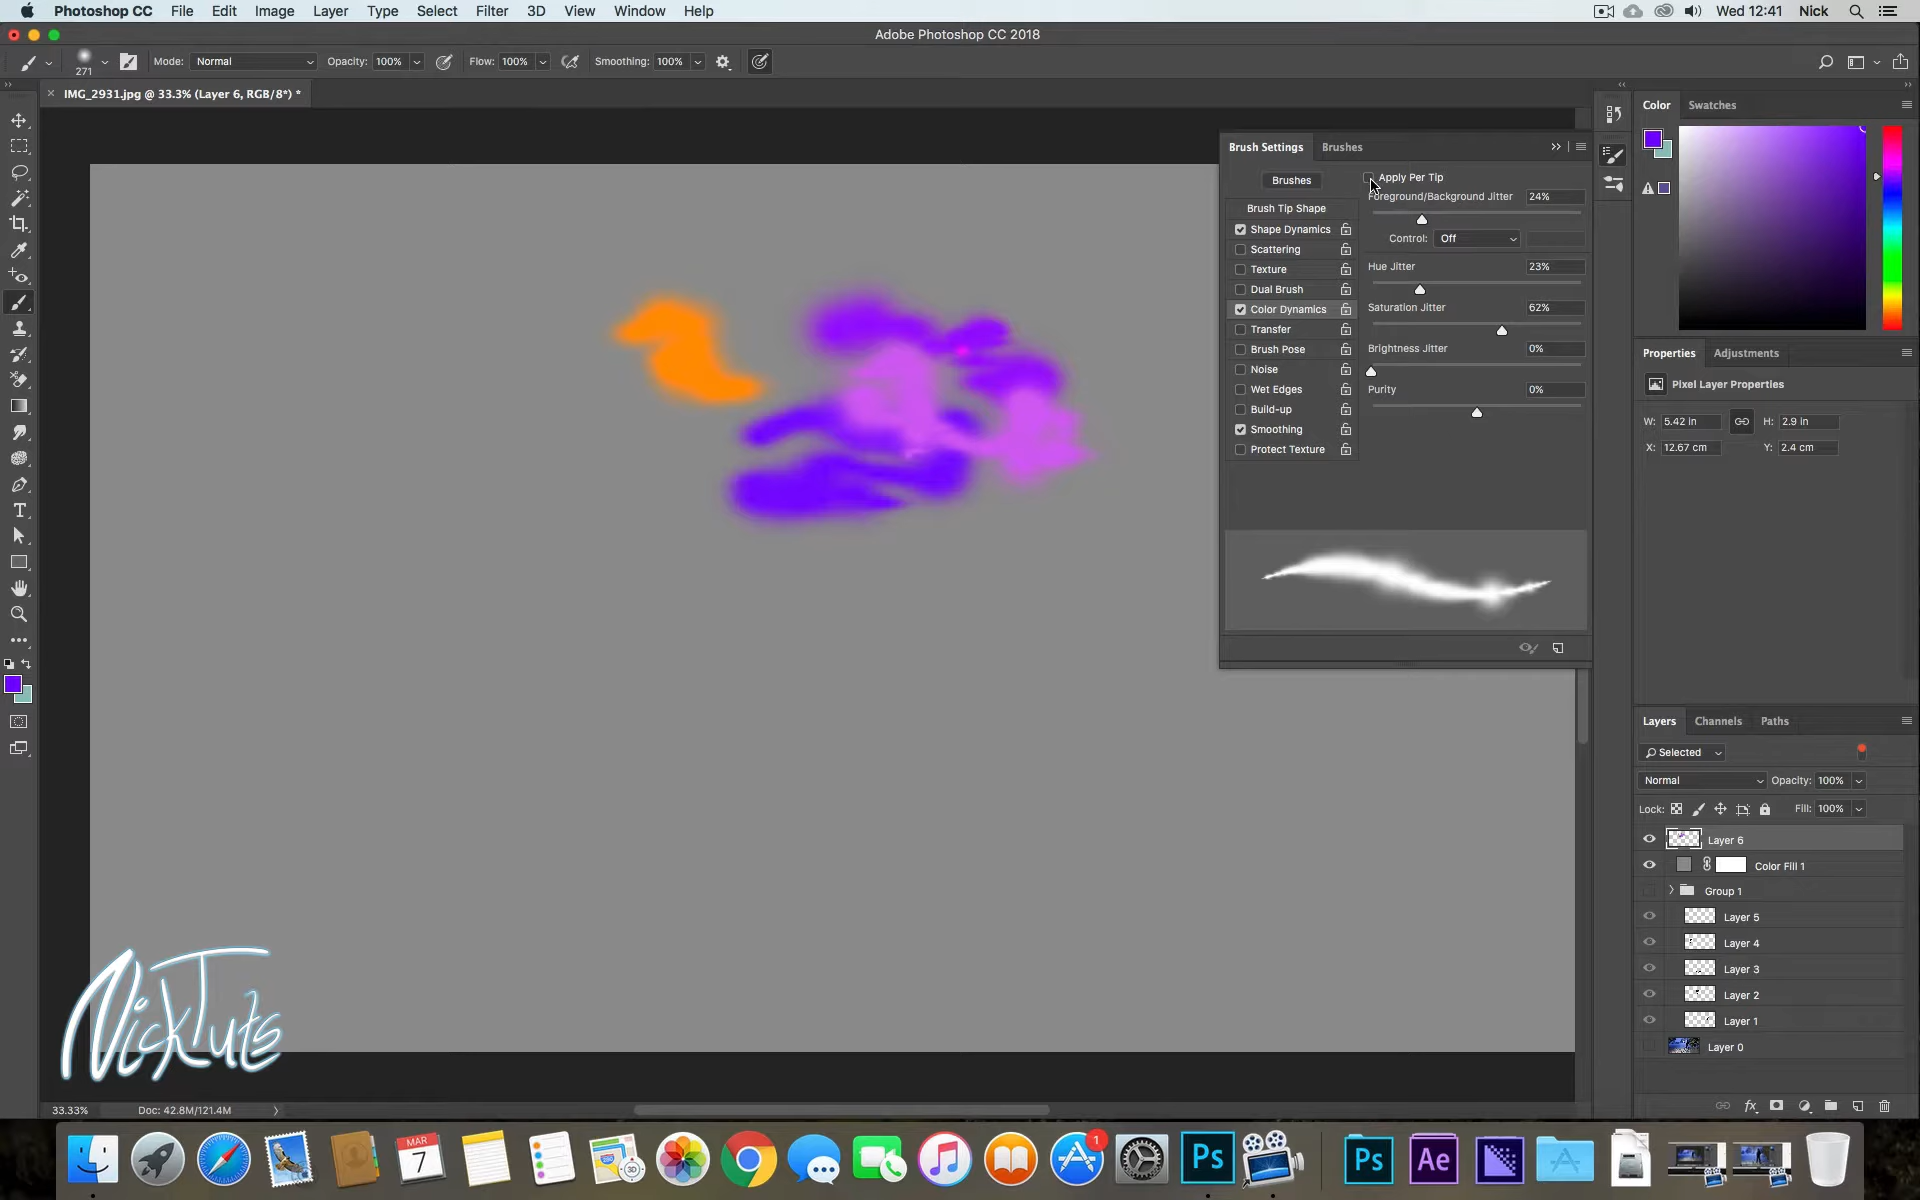 Photoshop CC File Edit Image Layer Type Select Filter 3D View Window Help Wed 12:41 Nick
Adobe Photoshop CC 2018
271 Mode: Normal Opacity: 100% Flow: 100% Smoothing: 100%
IMG_2931.jpg @ 33.3% (Layer 6, RGB/8*) *
Color Swatches
Brush Settings Brushes
Brushes
Apply Per Tip
Foreground/Background Jitter 24%
Brush Tip Shape
Shape Dynamics
Control: Off
Scattering
Texture
Hue Jitter 23%
Dual Brush
Color Dynamics
Saturation Jitter 62%
Transfer
Brush Pose
Brightness Jitter 0%
Noise
Wet Edges
Purity 0%
Build-up
Smoothing
Protect Texture
Properties Adjustments
Pixel Layer Properties
W: 5.42 in H: 2.9 in
X: 12.67 cm Y: 2.4 cm
Layers Channels Paths
Selected
Normal Opacity: 100%
Lock: Fill: 100%
Layer 6
Color Fill 1
Group 1
Layer 5
Layer 4
Layer 3
Layer 2
Layer 1
Layer 0
fx
NickTuts
33.33% Doc: 42.8M/121.4M
MAR
7
3D
1
Ps
Ps
Ae